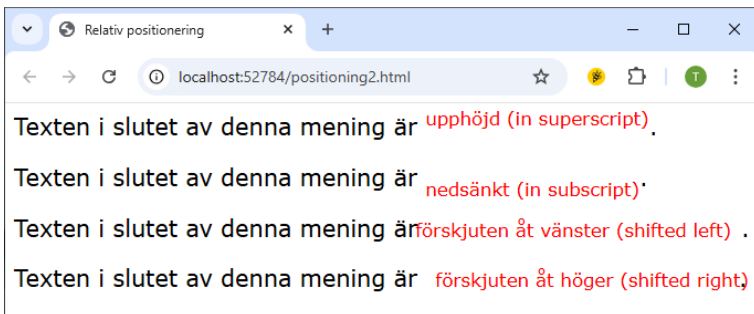 Relativ positionering
localhost:52784/positioning2.html
T
Texten i slutet av denna mening är upphöjd (in superscript).
Texten i slutet av denna mening är nedsänkt (in subscript).
Texten i slutet av denna mening är förskjuten åt vänster (shifted left) .
Texten i slutet av denna mening är förskjuten åt höger (shifted right).